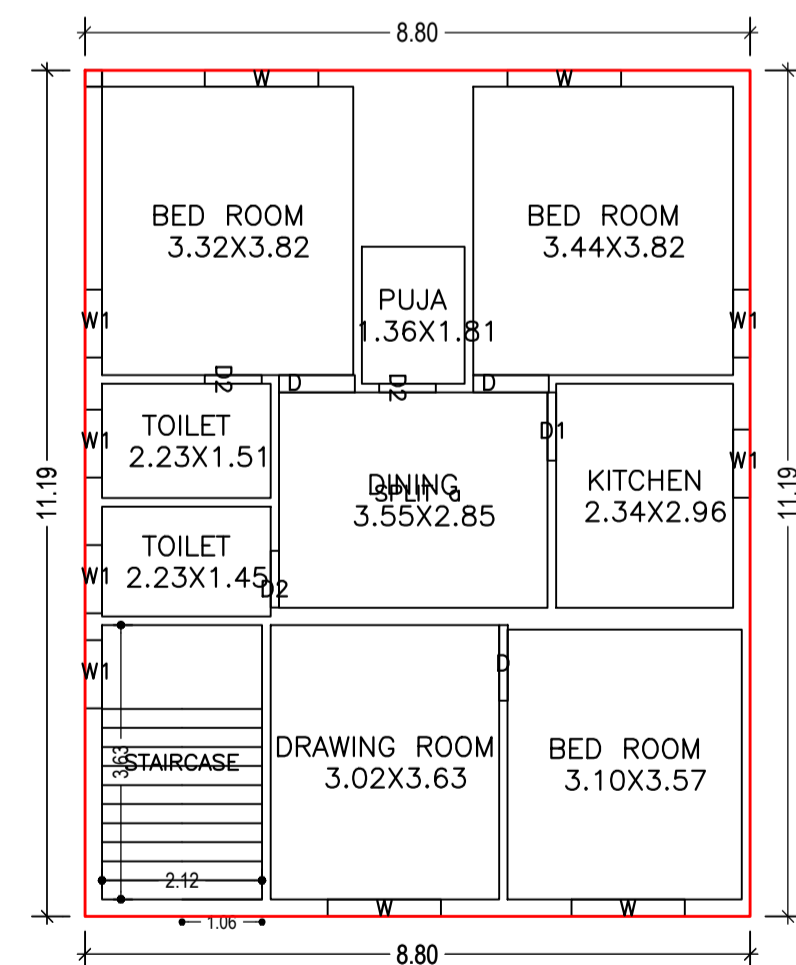 8.80
W W
BED ROOM
3.32X3.82
BED ROOM
3.44X3.82
PUJA
1.36X1.81
W1
W1
D2
D
D2
D
W1
TOILET
2.23X1.51
D1
W1
DINING
SPLIT a
3.55X2.85
KITCHEN
2.34X2.96
11.19
11.19
W1
TOILET
2.23X1.45
D2
W1
D
STAIRCASE
3.63
DRAWING ROOM
3.02X3.63
BED ROOM
3.10X3.57
2.12
W
W
1.06
8.80